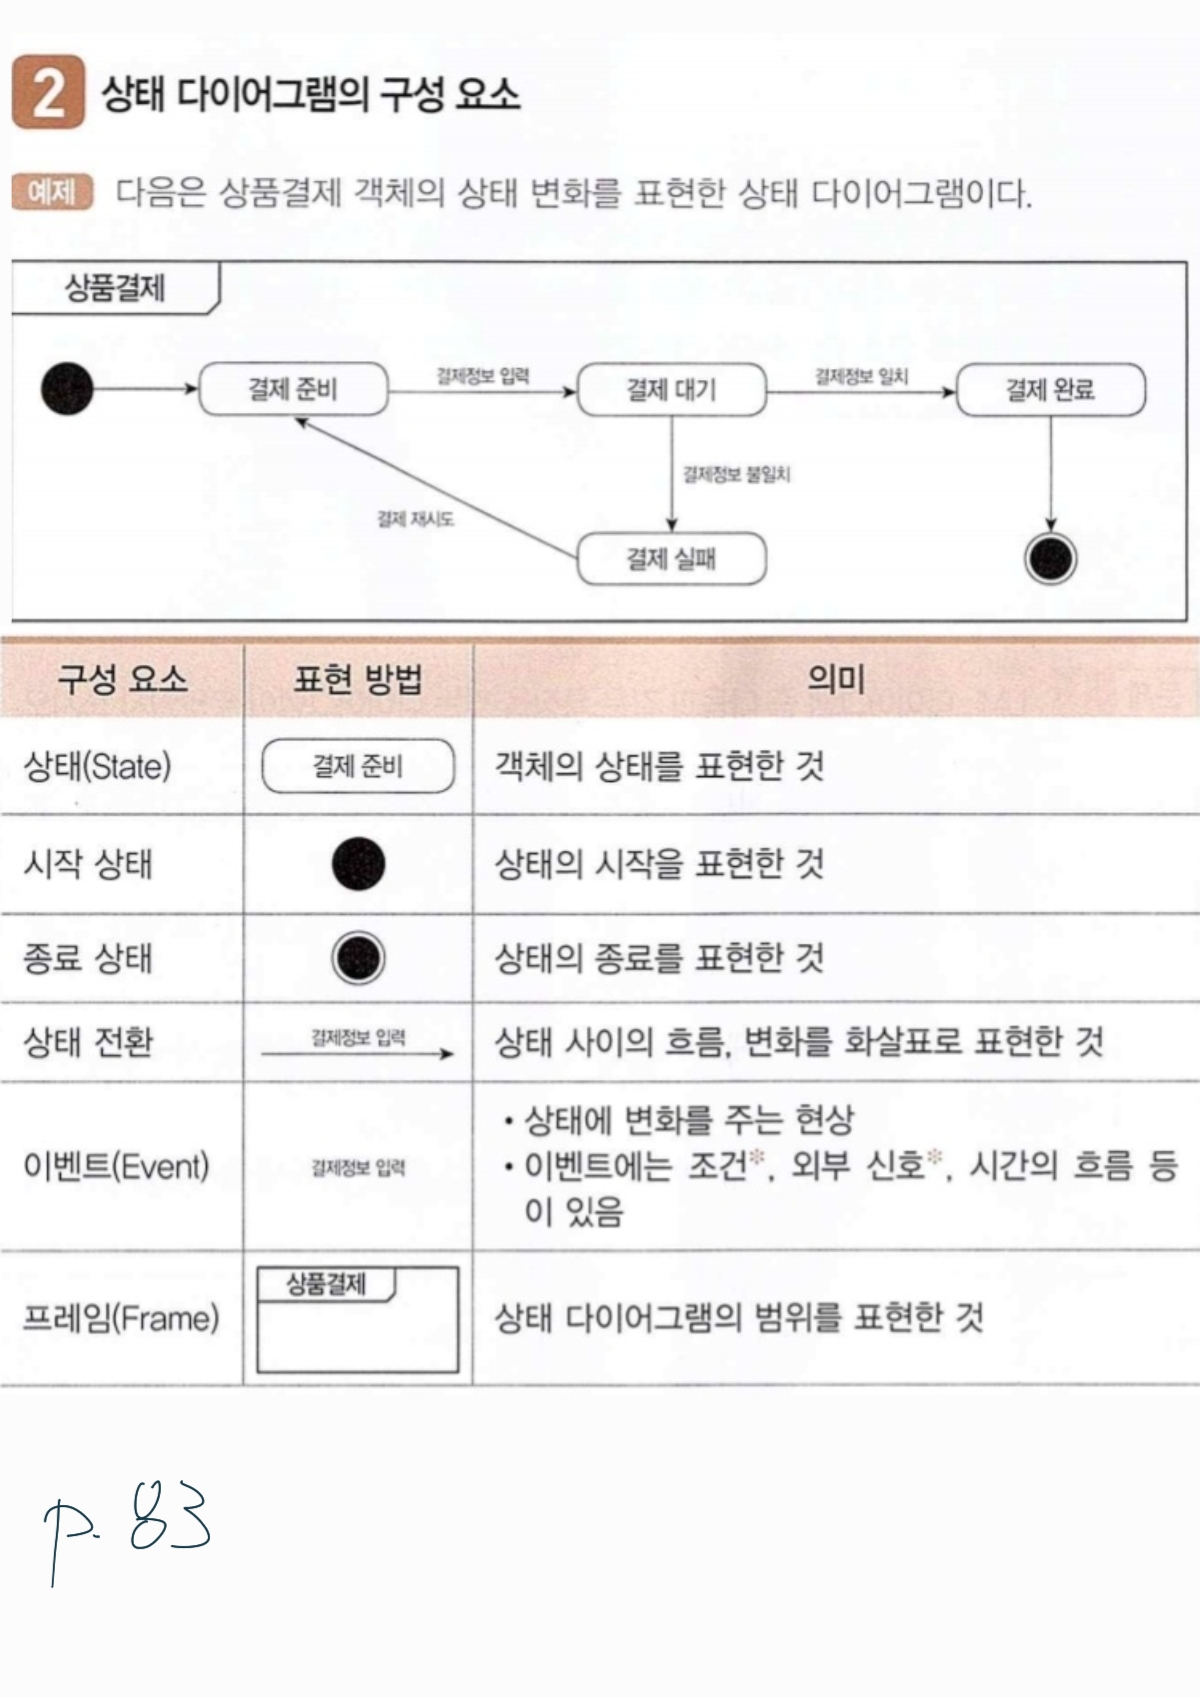 2 상태 다이어그램의 구성 요소
예제 다음은 상품결제 객체의 상태 변화를 표현한 상태 다이어그램이다.
상품결제
결제 준비 결제정보 입력 결제 대기 결제정보 일치 결제 완료
결제정보 불일치
결제 재시도
결제 실패
구성 요소 표현 방법 의미
상태(State) 결제 준비 객체의 상태를 표현한 것
시작 상태 상태의 시작을 표현한 것
종료 상태 상태의 종료를 표현한 것
상태 전환 결제정보 입력 상태 사이의 흐름, 변화를 화살표로 표현한 것
이벤트(Event) 결제정보 입력 • 상태에 변화를 주는 현상
• 이벤트에는 조건※, 외부 신호※, 시간의 흐름 등
이 있음
프레임(Frame) 상품결제 상태 다이어그램의 범위를 표현한 것
p. 83